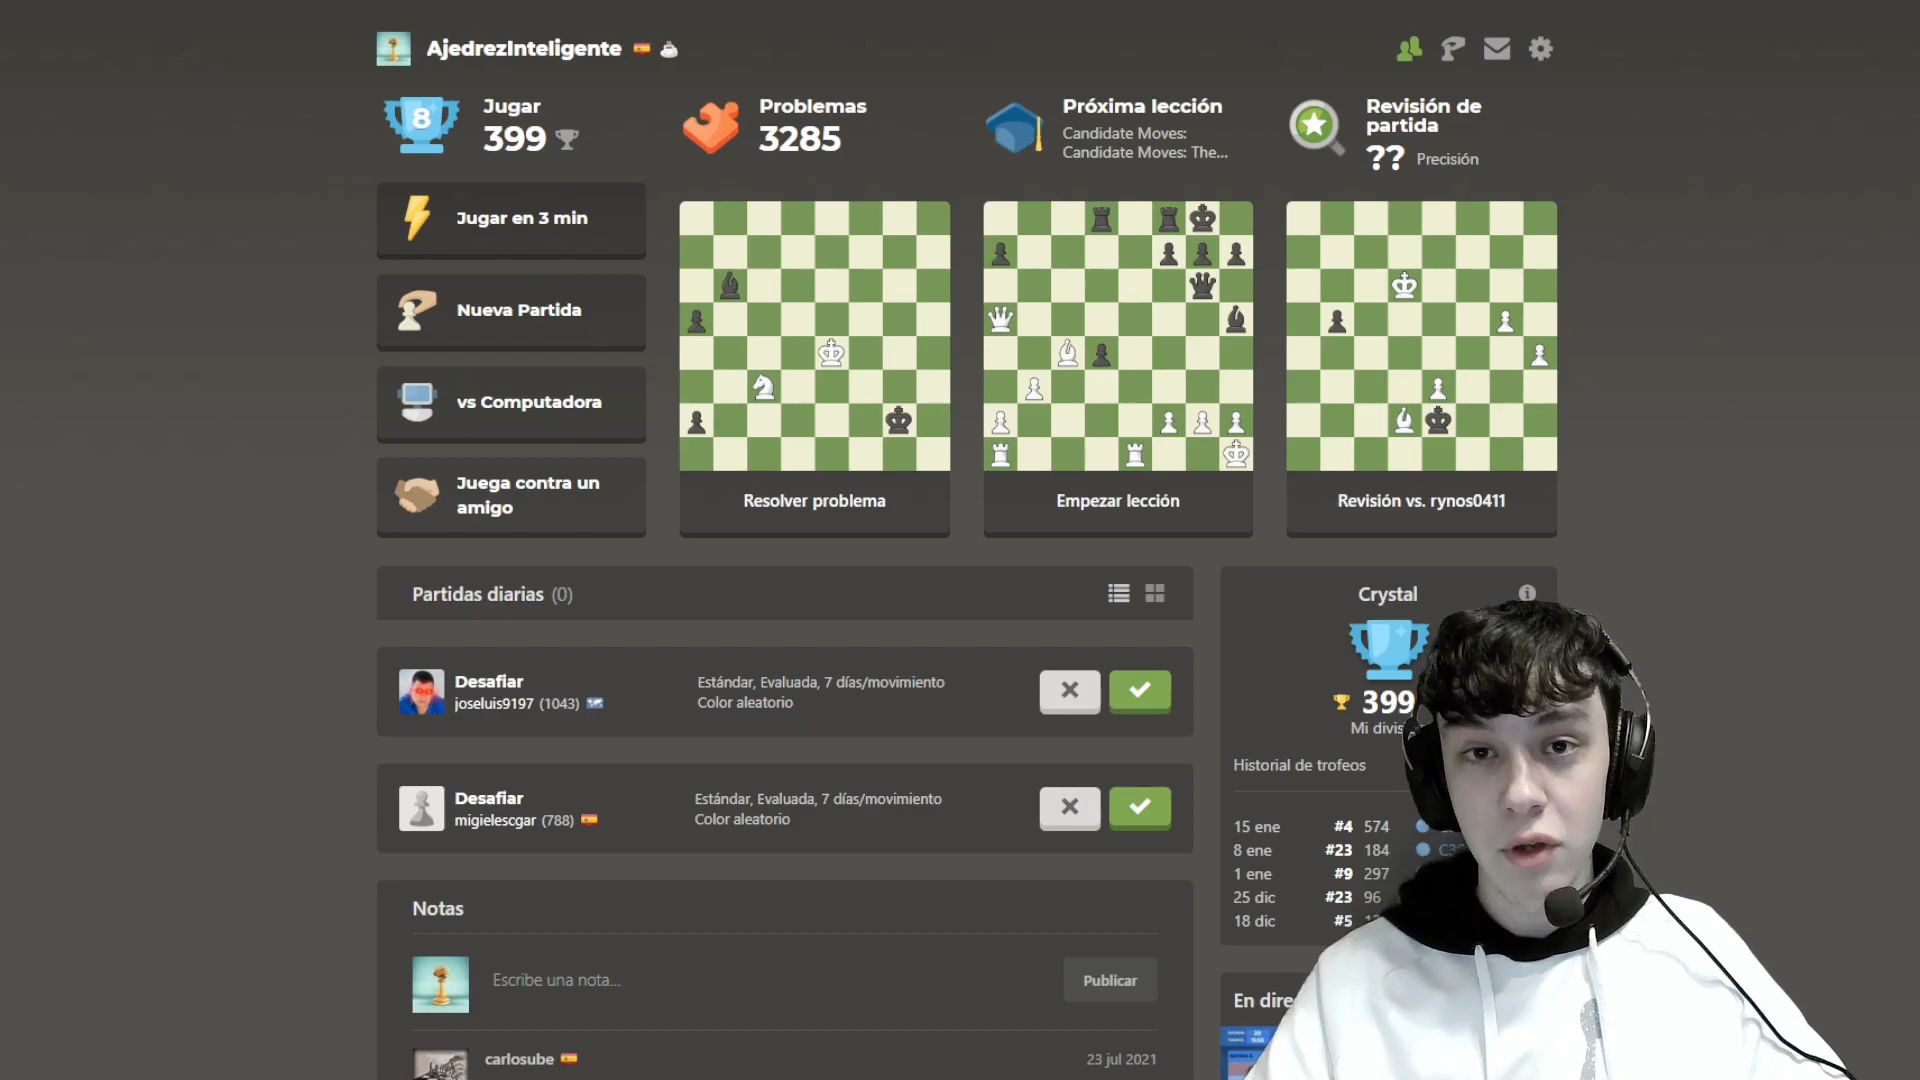 AjedrezInteligente
8
Jugar
399
Problemas
3285
Próxima lección
Candidate Moves:
Candidate Moves: The...
Revisión de
partida
?? Precisión
Jugar en 3 min
Nueva Partida
vs Computadora
Juega contra un
amigo
Resolver problema
Empezar lección
Revisión vs. rynos0411
Partidas diarias (0)
Desafiar
joseluis9197 (1043)
Estándar, Evaluada, 7 días/movimiento
Color aleatorio
Desafiar
migielescgar (788)
Estándar, Evaluada, 7 días/movimiento
Color aleatorio
Notas
Escribe una nota...
Publicar
carlosube
23 jul 2021
Crystal
399
Mi divis
Historial de trofeos
15 ene #4 574
8 ene #23 184
1 ene #9 297
25 dic #23 96
18 dic #5
En dire